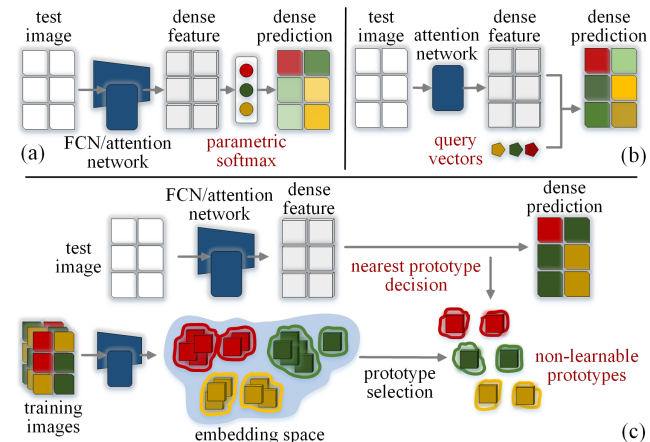 test
image
dense
feature
dense
prediction
FCN/attention
network
parametric
softmax
(a)
test
image
attention
network
dense
feature
dense
prediction
query
vectors
(b)
FCN/attention
network
dense
feature
dense
prediction
test
image
nearest prototype
decision
training
images
embedding space
prototype
selection
non-learnable
prototypes
(c)